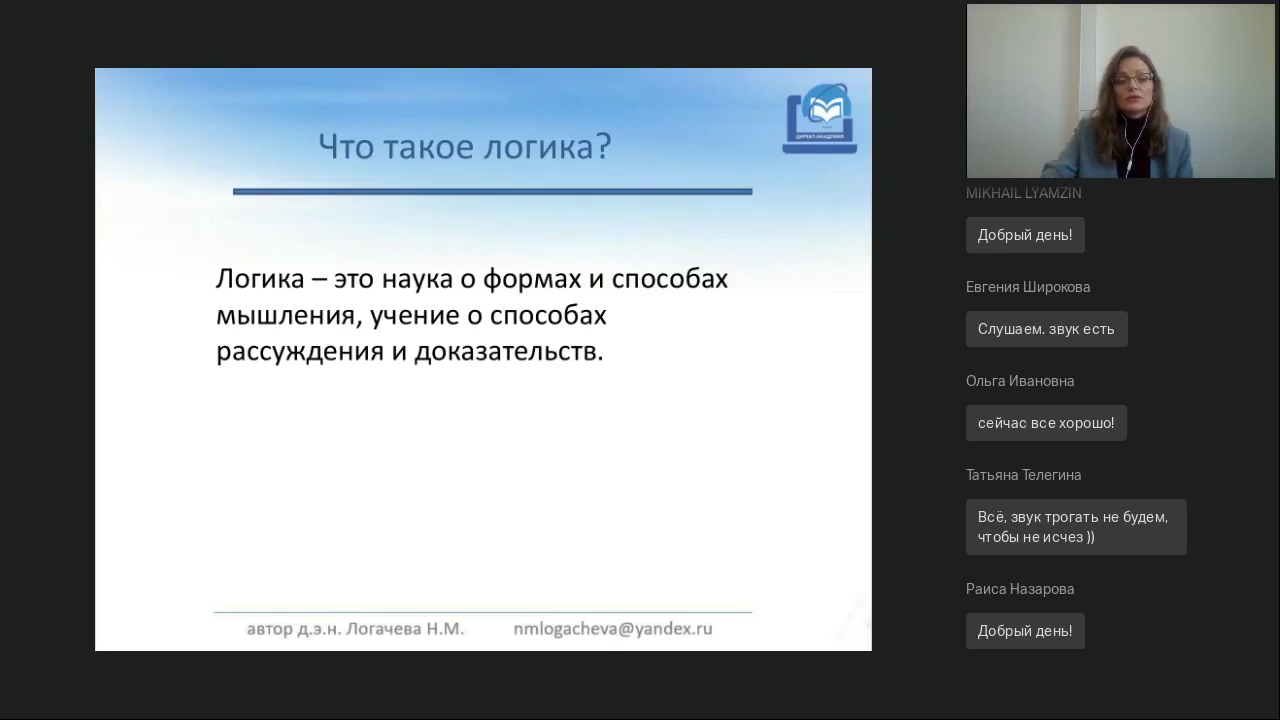 Что такое логика?
ДИРЕКТ-АКАДЕМИЯ
Логика – это наука о формах и способах
мышления, учение о способах
рассуждения и доказательств.
автор д.э.н. Логачева Н.М. nmlogacheva@yandex.ru
MIKHAIL LYAMZIN
Добрый день!
Евгения Широкова
Слушаем. звук есть
Ольга Ивановна
сейчас все хорошо!
Татьяна Телегина
Всё, звук трогать не будем,
чтобы не исчез ))
Раиса Назарова
Добрый день!